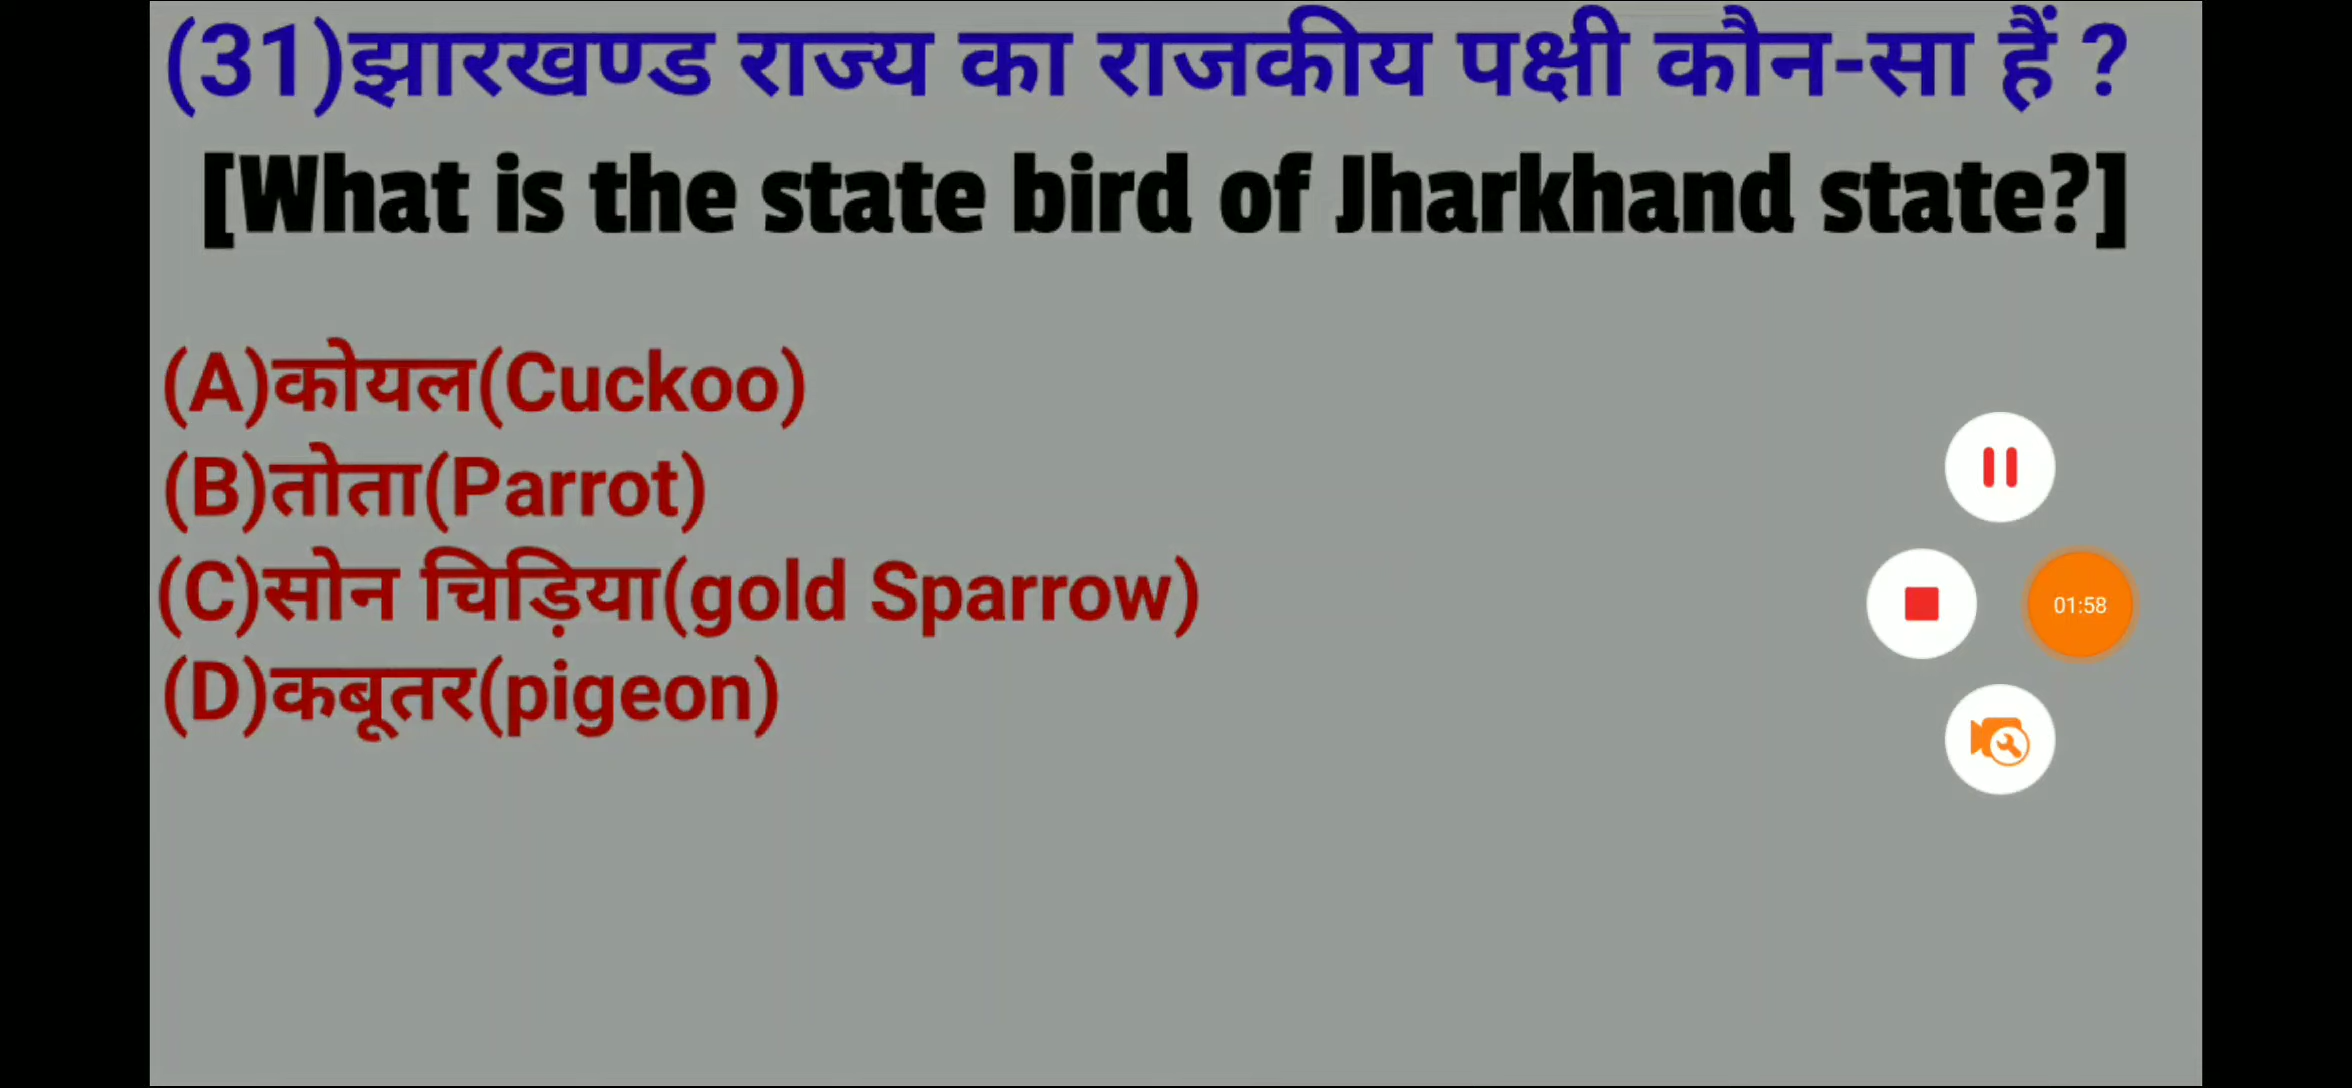 (31)झारखण्ड राज्य का राजकीय पक्षी कौन-सा हैं ?
[What is the state bird of Jharkhand state?]
(A)कोयल(Cuckoo)
(B)तोता(Parrot)
(C)सोन चिड़िया(gold Sparrow)
(D)कबूतर(pigeon)
01:58